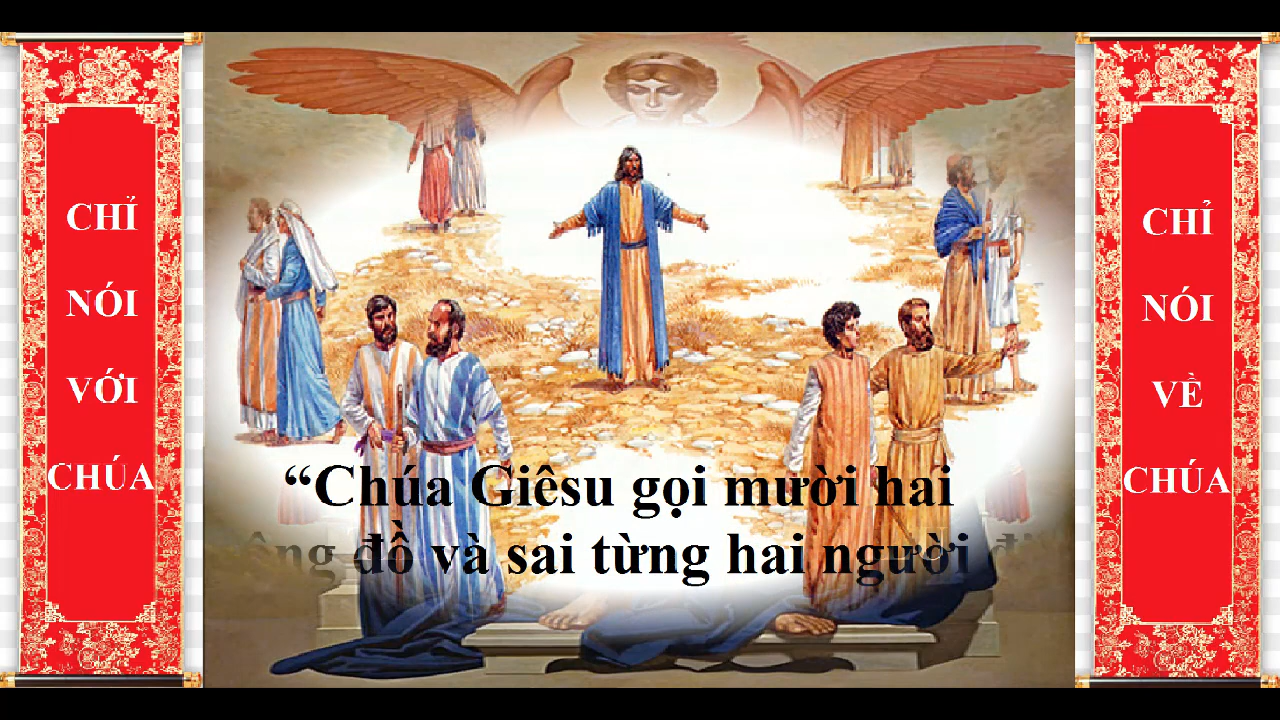 CHỈ
NÓI
VỚI
CHÚA
“Chúa Giêsu gọi mười hai
đồ và sai từng hai người
CHỈ
NÓI
VỀ
CHÚA